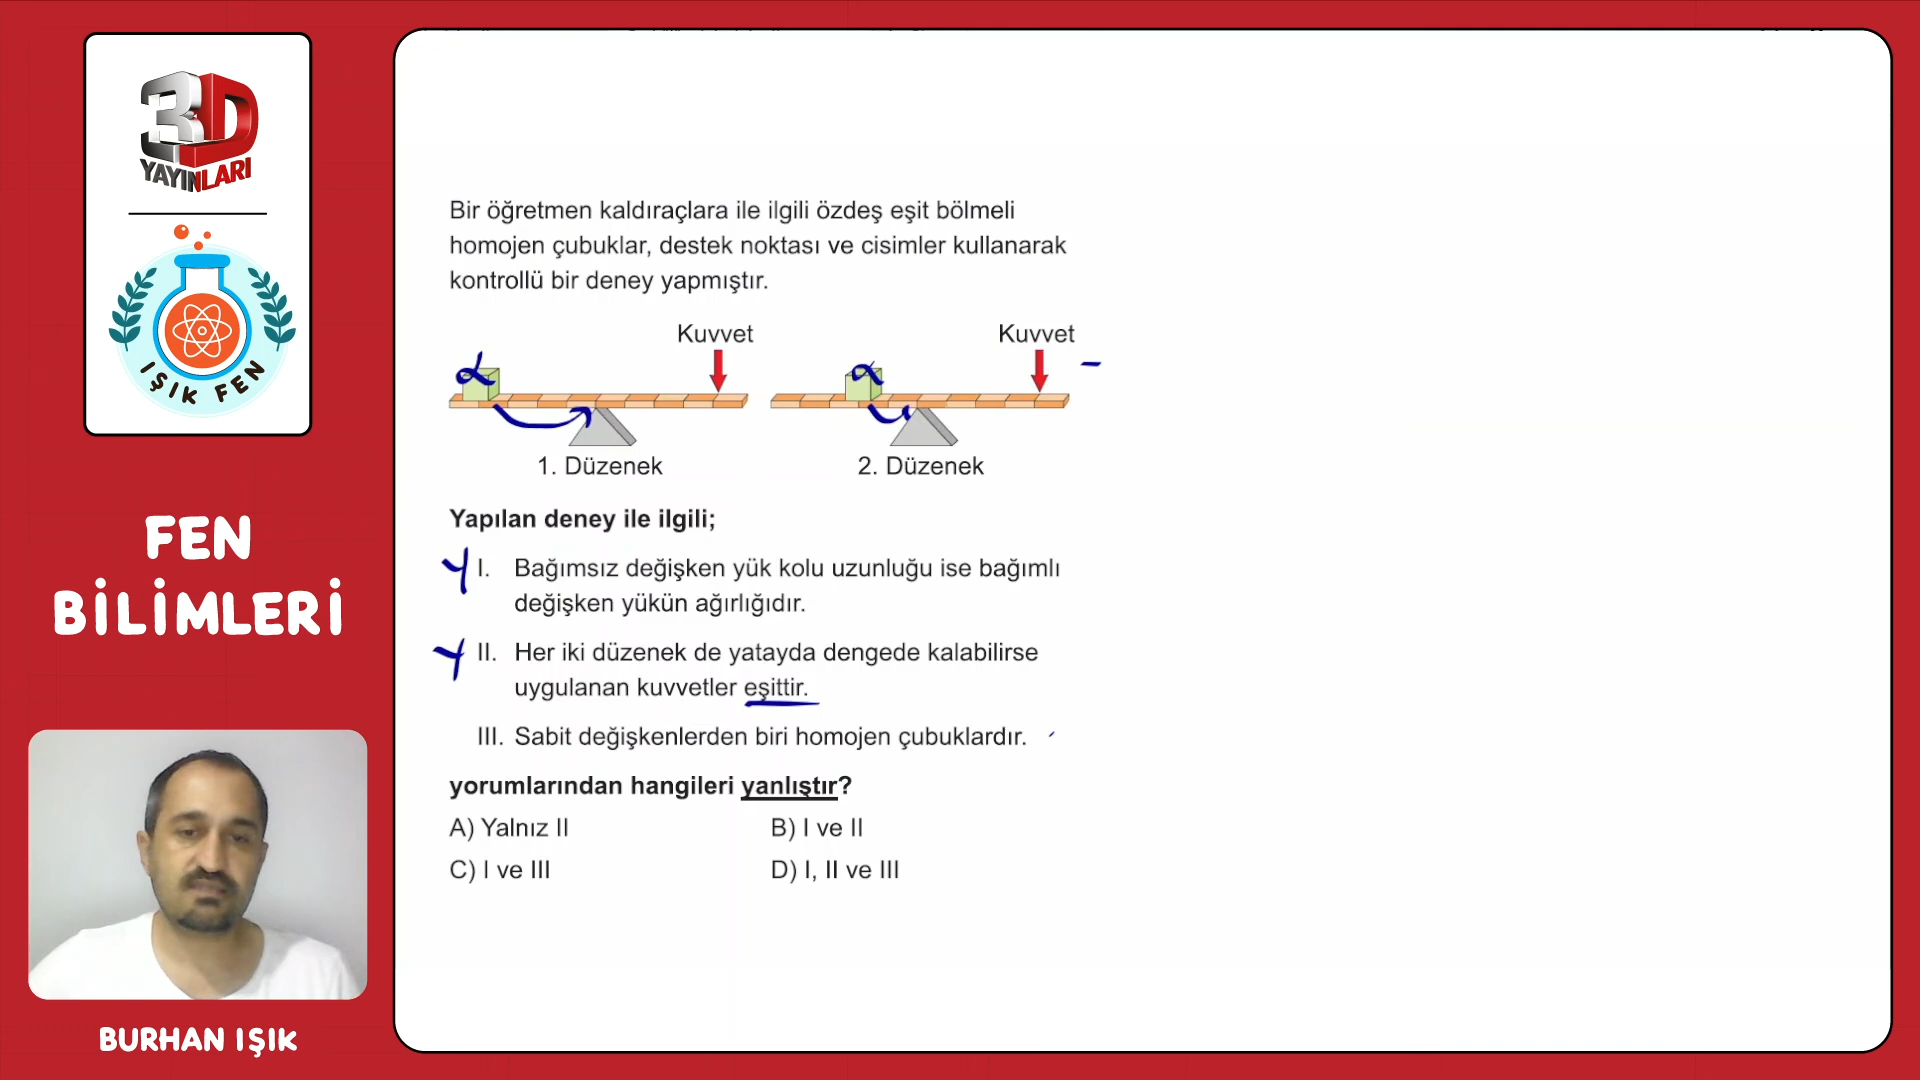 3D
YAYINLARI
IŞIK FEN
FEN
BİLİMLERİ
BURHAN IŞIK
Bir öğretmen kaldıraçlara ile ilgili özdeş eşit bölmeli
homojen çubuklar, destek noktası ve cisimler kullanarak
kontrollü bir deney yapmıştır.
Kuvvet Kuvvet
1. Düzenek 2. Düzenek
Yapılan deney ile ilgili;
I. Bağımsız değişken yük kolu uzunluğu ise bağımlı
değişken yükün ağırlığıdır.
II. Her iki düzenek de yatayda dengede kalabilirse
uygulanan kuvvetler eşittir.
III. Sabit değişkenlerden biri homojen çubuklardır.
yorumlarından hangileri yanlıştır?
A) Yalnız II B) I ve II
C) I ve III D) I, II ve III